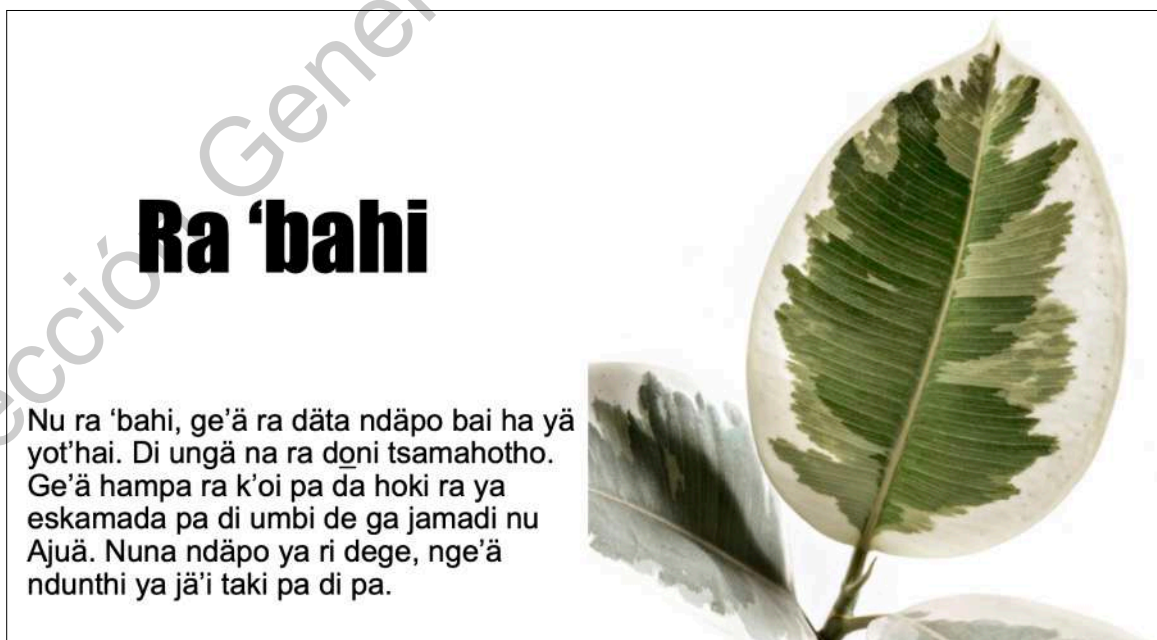 Ra ‘bahi
Nu ra ‘bahi, ge’ä ra däta ndäpo bai ha yä
yot’hai. Di ungä na ra do̲ni tsamahotho.
Ge’ä hampa ra k’oi pa da hoki ra ya
eskamada pa di umbi de ga jamadi nu
Ajuä. Nuna ndäpo ya ri dege, nge’ä
ndunthi ya jä’i taki pa di pa.